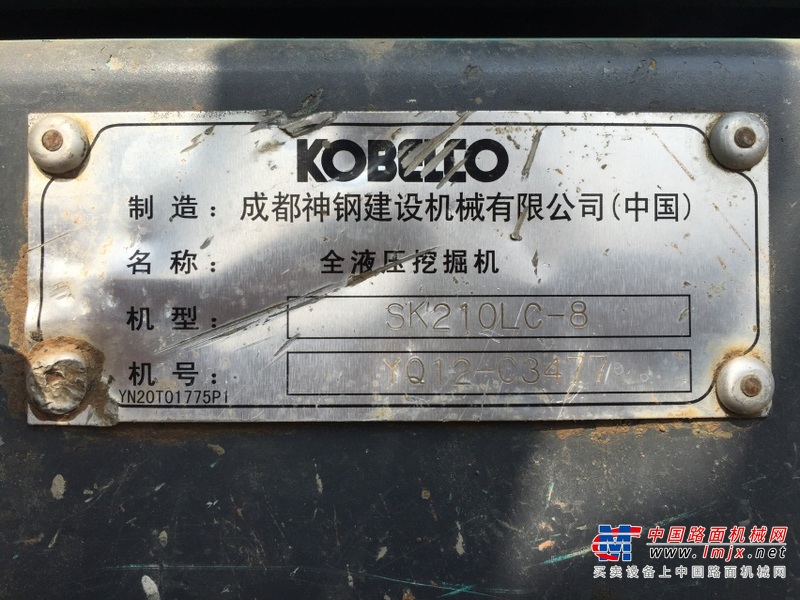 KOBELCO
制造：成都神钢建设机械有限公司(中国)
名称：全液压挖掘机
机型：SK210LC-8
机号：YQ12-C3477
YN20T01775P1
中国路面机械网
www.lmjx.net
买卖设备上中国路面机械网